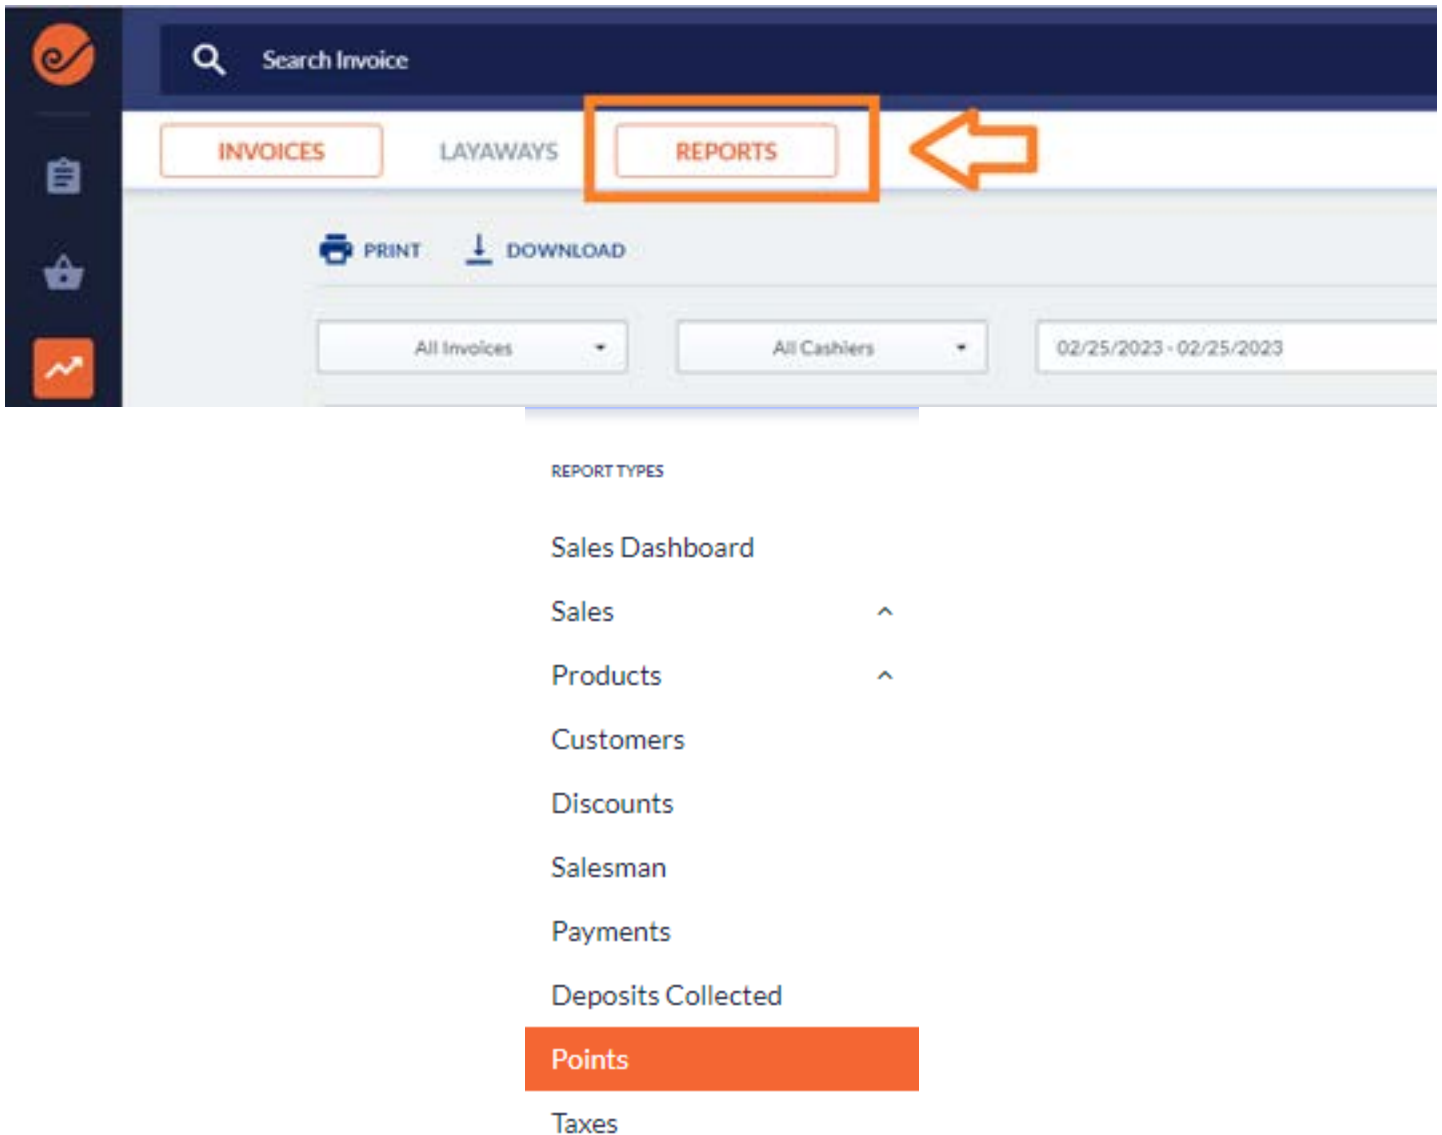 Search Invoice
INVOICES LAYAWAYS REPORTS
PRINT DOWNLOAD
All Invoices All Cashiers 02/25/2023 - 02/25/2023
REPORT TYPES
Sales Dashboard
Sales
Products
Customers
Discounts
Salesman
Payments
Deposits Collected
Points
Taxes